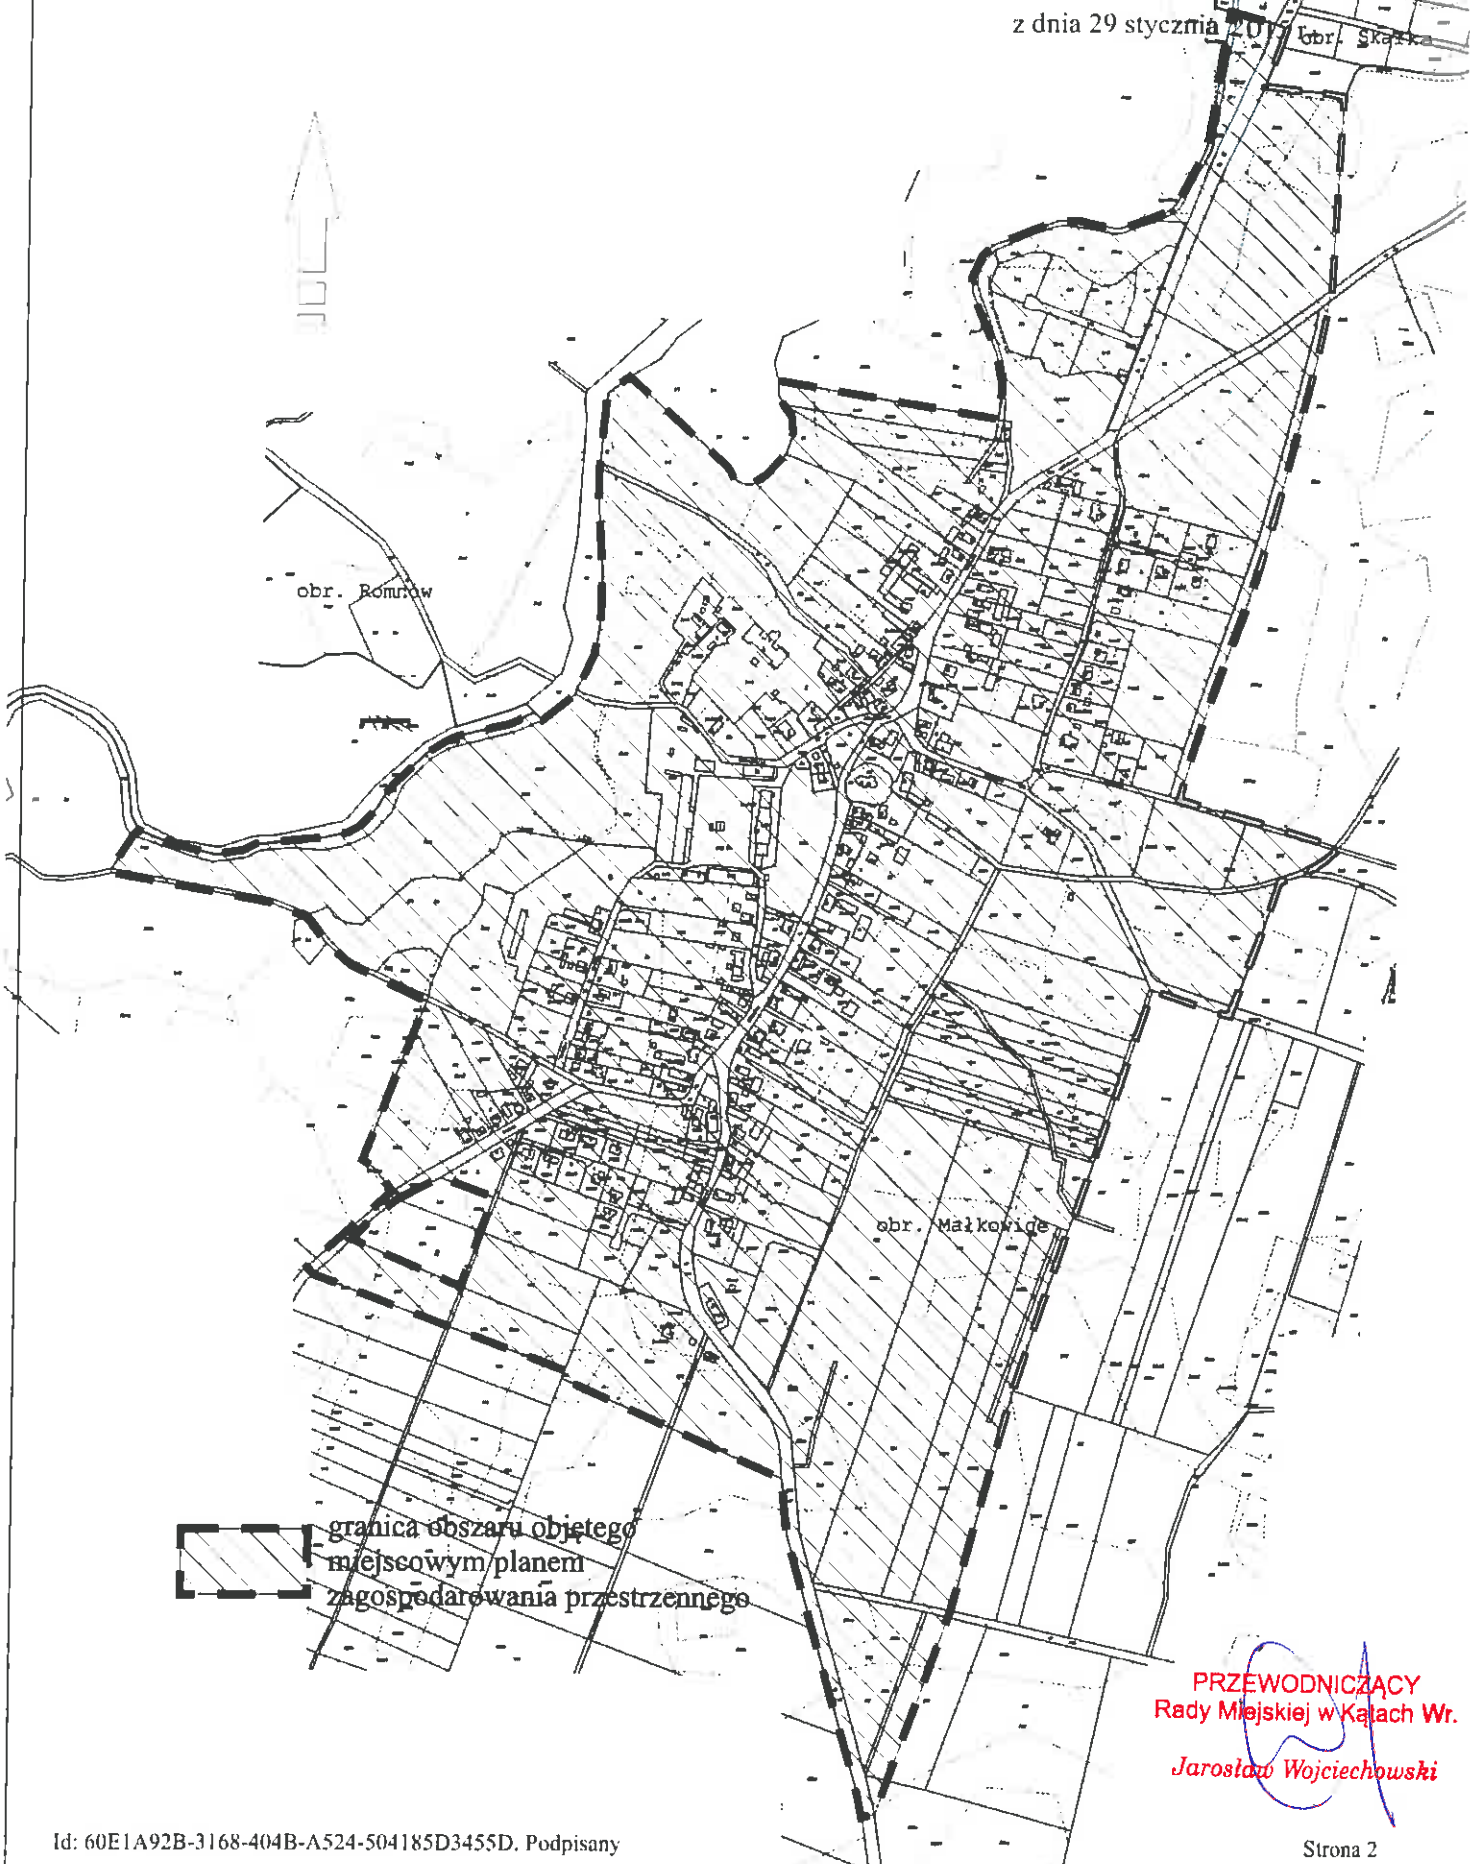 z dnia 29 stycznia
obr. Skałka
obr. Romnów
obr. Małkowice
granica obszaru objętego
miejscowym planem
zagospodarowania przestrzennego
PRZEWODNICZĄCY
Rady Miejskiej w Kątach Wr.
Jarosław Wojciechowski
Id: 60E1A92B-3168-404B-A524-504185D3455D. Podpisany
Strona 2